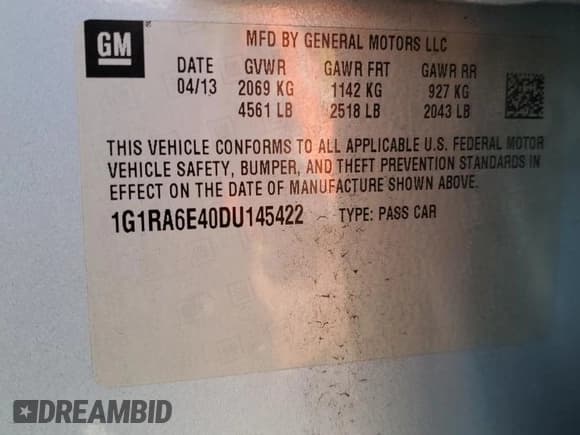 GM
MFD BY GENERAL MOTORS LLC
DATE GVWR GAWR FRT GAWR RR
04/13 2069 KG 1142 KG 927 KG
4561 LB 2518 LB 2043 LB
THIS VEHICLE CONFORMS TO ALL APPLICABLE U.S. FEDERAL MOTOR
VEHICLE SAFETY, BUMPER, AND THEFT PREVENTION STANDARDS IN
EFFECT ON THE DATE OF MANUFACTURE SHOWN ABOVE.
1G1RA6E40DU145422 TYPE: PASS CAR
DREAMBID